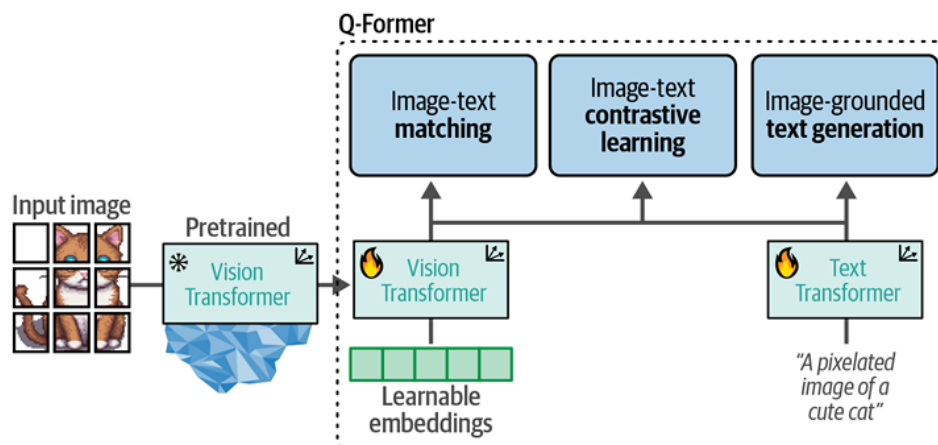 Q-Former
Image-text
matching
Image-text
contrastive
learning
Image-grounded
text generation
Input image
Pretrained
Vision
Transformer
Vision
Transformer
Text
Transformer
Learnable
embeddings
"A pixelated
image of a
cute cat"